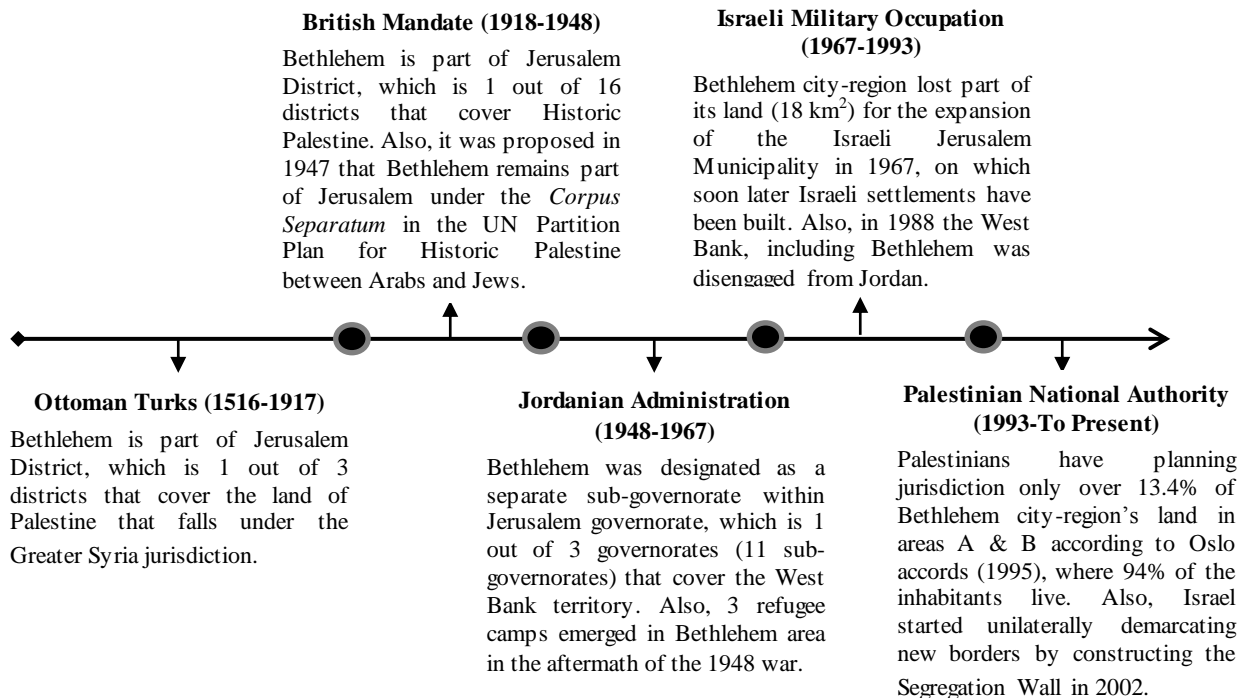 British Mandate (1918-1948)
Bethlehem is part of Jerusalem
District, which is 1 out of 16
districts that cover Historic
Palestine. Also, it was proposed in
1947 that Bethlehem remains part
of Jerusalem under the Corpus
Separatum in the UN Partition
Plan for Historic Palestine
between Arabs and Jews.
Israeli Military Occupation
(1967-1993)
Bethlehem city-region lost part of
its land (18 km²) for the expansion
of the Israeli Jerusalem
Municipality in 1967, on which
soon later Israeli settlements have
been built. Also, in 1988 the West
Bank, including Bethlehem was
disengaged from Jordan.
Ottoman Turks (1516-1917)
Bethlehem is part of Jerusalem
District, which is 1 out of 3
districts that cover the land of
Palestine that falls under the
Greater Syria jurisdiction.
Jordanian Administration
(1948-1967)
Bethlehem was designated as a
separate sub-governorate within
Jerusalem governorate, which is 1
out of 3 governorates (11 sub-
governorates) that cover the West
Bank territory. Also, 3 refugee
camps emerged in Bethlehem area
in the aftermath of the 1948 war.
Palestinian National Authority
(1993-To Present)
Palestinians have planning
jurisdiction only over 13.4% of
Bethlehem city-region's land in
areas A & B according to Oslo
accords (1995), where 94% of the
inhabitants live. Also, Israel
started unilaterally demarcating
new borders by constructing the
Segregation Wall in 2002.